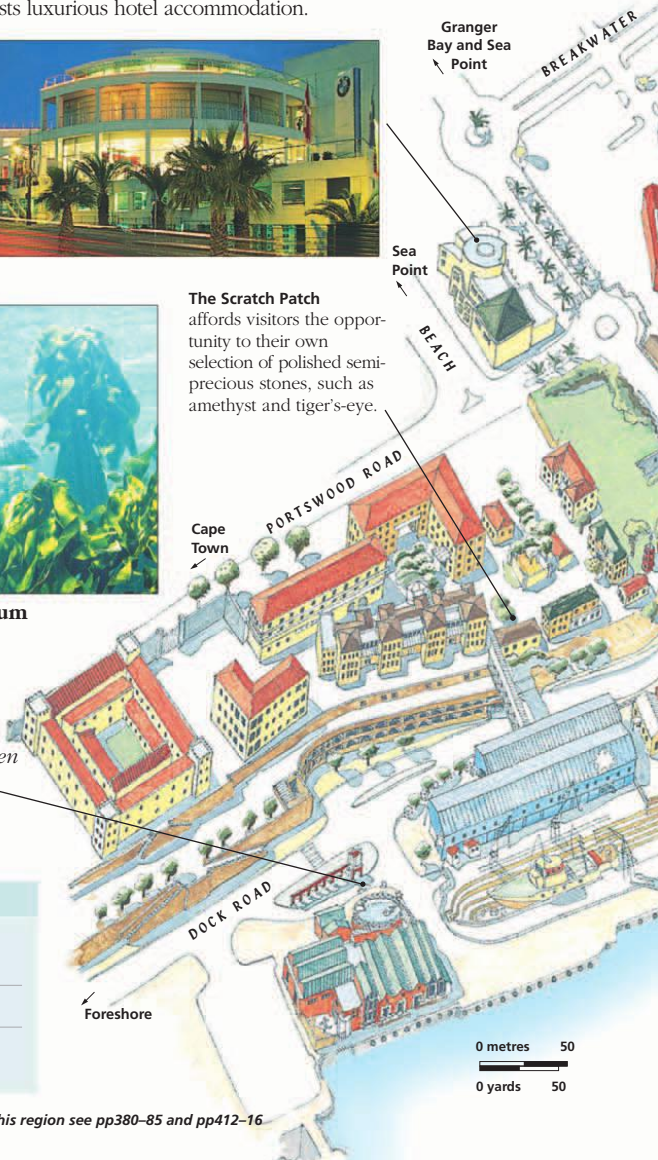 sts luxurious hotel accommodation.
Granger
Bay and Sea
Point
BREAKWATER
Sea
Point
BEACH
The Scratch Patch
affords visitors the oppor-
tunity to their own
selection of polished semi-
precious stones, such as
amethyst and tiger's-eye.
PORTSWOOD ROAD
Cape
Town
um
en
DOCK ROAD
Foreshore
0 metres 50
0 yards 50
his region see pp380–85 and pp412–16